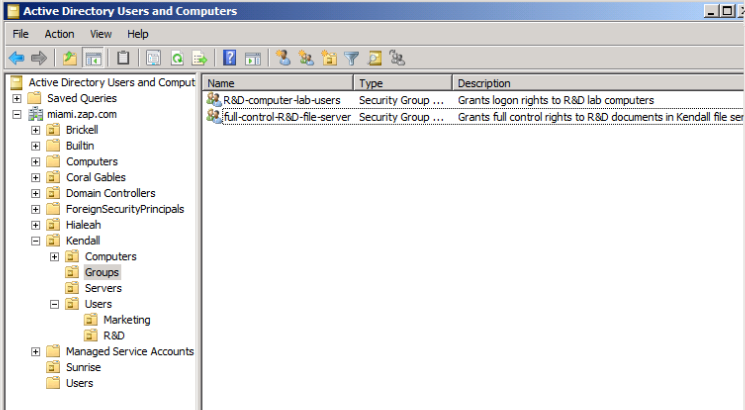 Active Directory Users and Computers
File Action View Help
Active Directory Users and Comput
Saved Queries
miami.zap.com
Brickell
Builtin
Computers
Coral Gables
Domain Controllers
ForeignSecurityPrincipals
Hialeah
Kendall
Computers
Groups
Servers
Users
Marketing
R&D
Managed Service Accounts
Sunrise
Users
Name Type Description
R&D-computer-lab-users Security Group ... Grants logon rights to R&D lab computers
full-control-R&D-file-server Security Group ... Grants full control rights to R&D documents in Kendall file ser